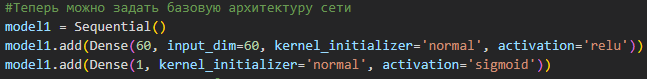 #Теперь можно задать базовую архитектуру сети
model1 = Sequential()
model1.add(Dense(60, input_dim=60, kernel_initializer='normal', activation='relu'))
model1.add(Dense(1, kernel_initializer='normal', activation='sigmoid'))